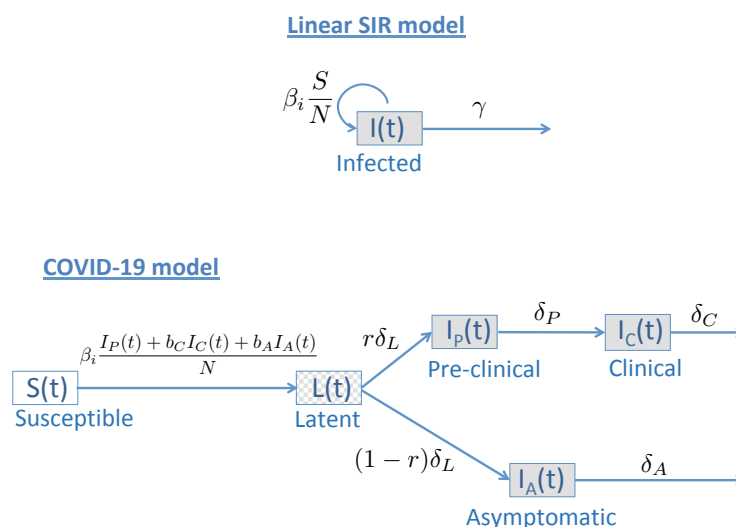 Linear SIR model
β_i S/N
I(t)
γ
Infected
COVID-19 model
β_i (I_P(t) + b_C I_C(t) + b_A I_A(t))/N
rδ_L
I_P(t)
δ_P
I_C(t)
δ_C
Pre-clinical
Clinical
S(t)
L(t)
Susceptible
Latent
(1 − r)δ_L
I_A(t)
δ_A
Asymptomatic